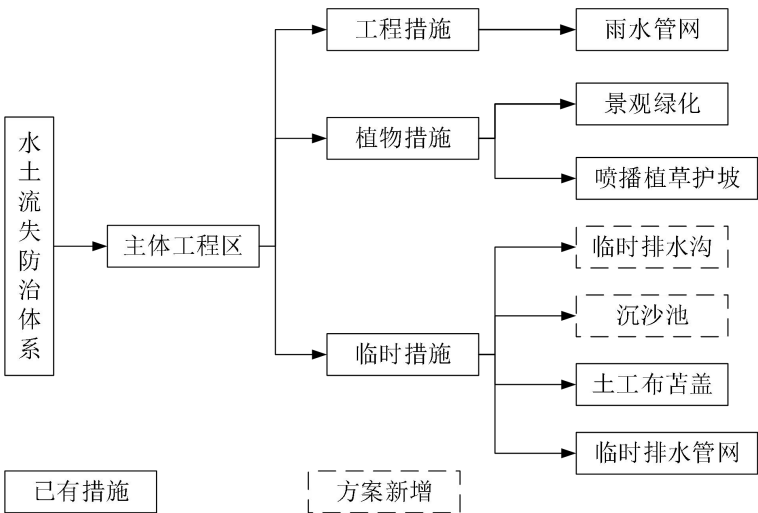 水土流失防治体系
主体工程区
工程措施
雨水管网
植物措施
景观绿化
喷播植草护坡
临时措施
临时排水沟
沉沙池
土工布苫盖
临时排水管网
已有措施
方案新增